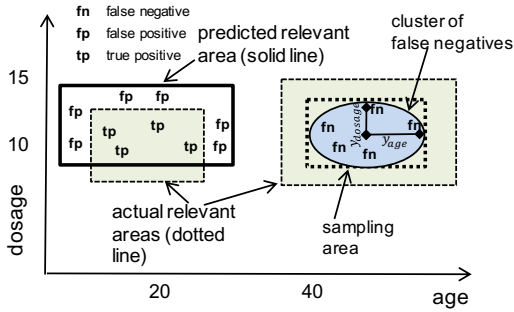 fn false negative
fp false positive
tp true positive
predicted relevant
area (solid line)
cluster of
false negatives
15
10
dosage
fp fp
fp
fp
fp
fp
tp
tp
tp
tp
fn
fn
fn
fn
fn
y_dosage
y_age
actual relevant
areas (dotted
line)
sampling
area
20
40
age